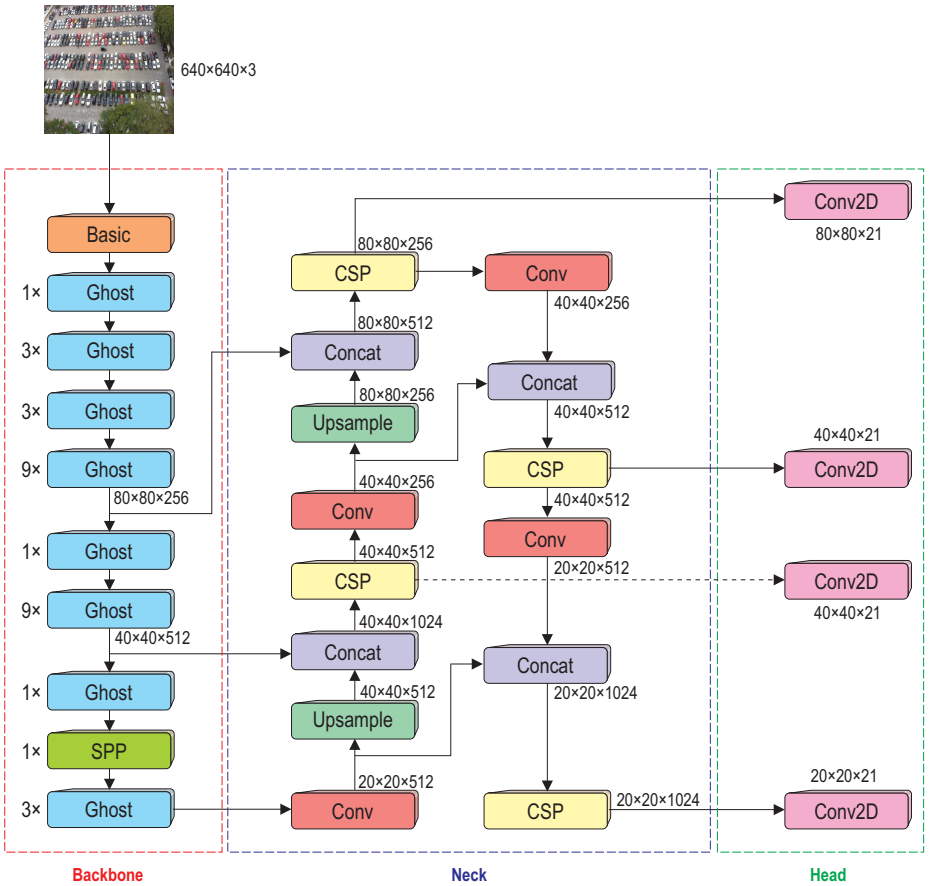 640×640×3
Basic
1×
Ghost
3×
Ghost
3×
Ghost
9×
Ghost
80×80×256
1×
Ghost
9×
Ghost
40×40×512
1×
Ghost
1×
SPP
3×
Ghost
Backbone
80×80×256
CSP
80×80×512
Concat
80×80×256
Upsample
40×40×256
Conv
40×40×512
CSP
40×40×1024
Concat
40×40×512
Upsample
20×20×512
Conv
Conv
40×40×256
Concat
40×40×512
CSP
40×40×512
Conv
20×20×512
Concat
20×20×1024
CSP
20×20×1024
Neck
Conv2D
80×80×21
40×40×21
Conv2D
Conv2D
40×40×21
20×20×21
Conv2D
Head